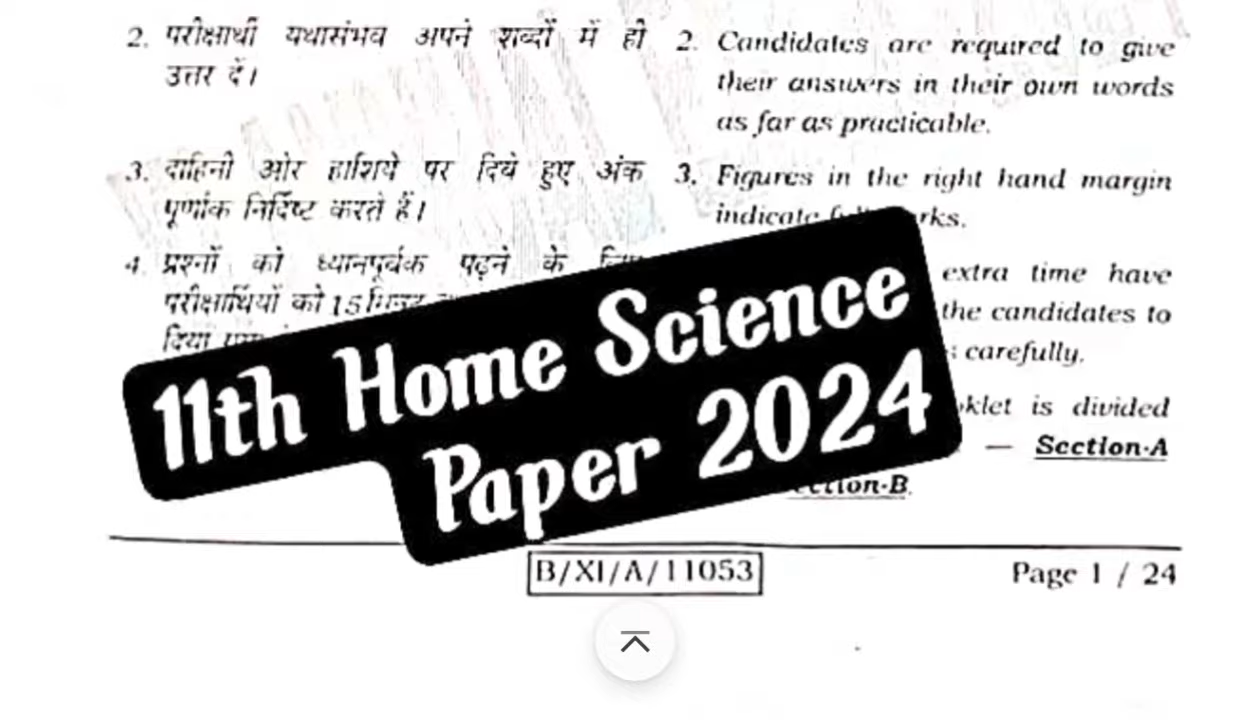 2. परीक्षार्थी यथासंभव अपने शब्दों में ही
उत्तर दें।
3. दाहिनी ओर हाशिये पर दिये हुए अंक
पूर्णांक निर्दिष्ट करते हैं।
4. प्रश्नों को ध्यानपूर्वक पढ़ने के
परीक्षार्थियों को 15
दिया
2. Candidates are required to give
their answers in their own words
as far as practicable.
3. Figures in the right hand margin
indicate
extra time have
the candidates to
carefully.
is divided
— Section-A
11th Home Science
Paper 2024
B/XI/A/11053
Page 1 / 24